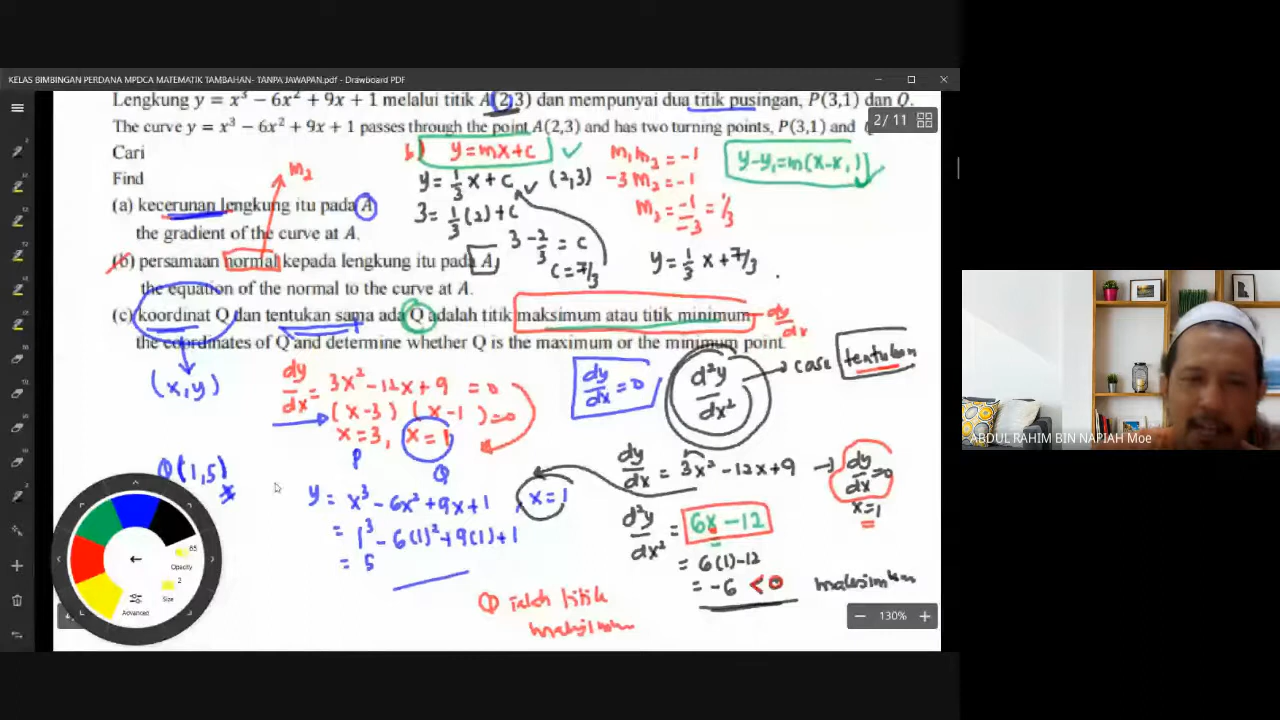 KELAS BIMBINGAN PERDANA MPDCA MATEMATIK TAMBAHAN- TANPA JAWAPAN.pdf - Drawboard PDF
Lengkung y = x³ − 6x² + 9x + 1 melalui titik A(2,3) dan mempunyai dua titik pusingan, P(3,1) dan Q.
The curve y = x³ − 6x² + 9x + 1 passes through the point A(2,3) and has two turning points, P(3,1) and
2/11
Cari
Find
(a) kecerunan lengkung itu pada A
the gradient of the curve at A.
(b) persamaan normal kepada lengkung itu pada A,
the equation of the normal to the curve at A.
(c) koordinat Q dan tentukan sama ada Q adalah titik maksimum atau titik minimum
the coordinates of Q and determine whether Q is the maximum or the minimum point.
m₂
b) y=mx+c
y=1/3 x+c (2,3)
3=1/3(2)+c
3-2/3=c
c=7/3
m₁m₂=-1
-3m₂=-1
m₂=-1/-3=1/3
y=1/3 x+7/3
y-y₁=m(x-x₁)
dy/dx
(x,y)
dy/dx=3x²-12x+9=0
(x-3)(x-1)=0
x=3, x=1
P Q
dy/dx=0
d²y/dx² → case tentukan
Q(1,5)
y=x³-6x²+9x+1, x=1
=1³-6(1)²+9(1)+1
=5
dy/dx=3x²-12x+9 → dy/dx=0
x=1
d²y/dx²=6x-12
=6(1)-12
=-6<0 maksimum
Q ialah titik
maksimum
65
Opacity
2
Size
Advanced
130%
ABDUL RAHIM BIN NAPIAH Moe